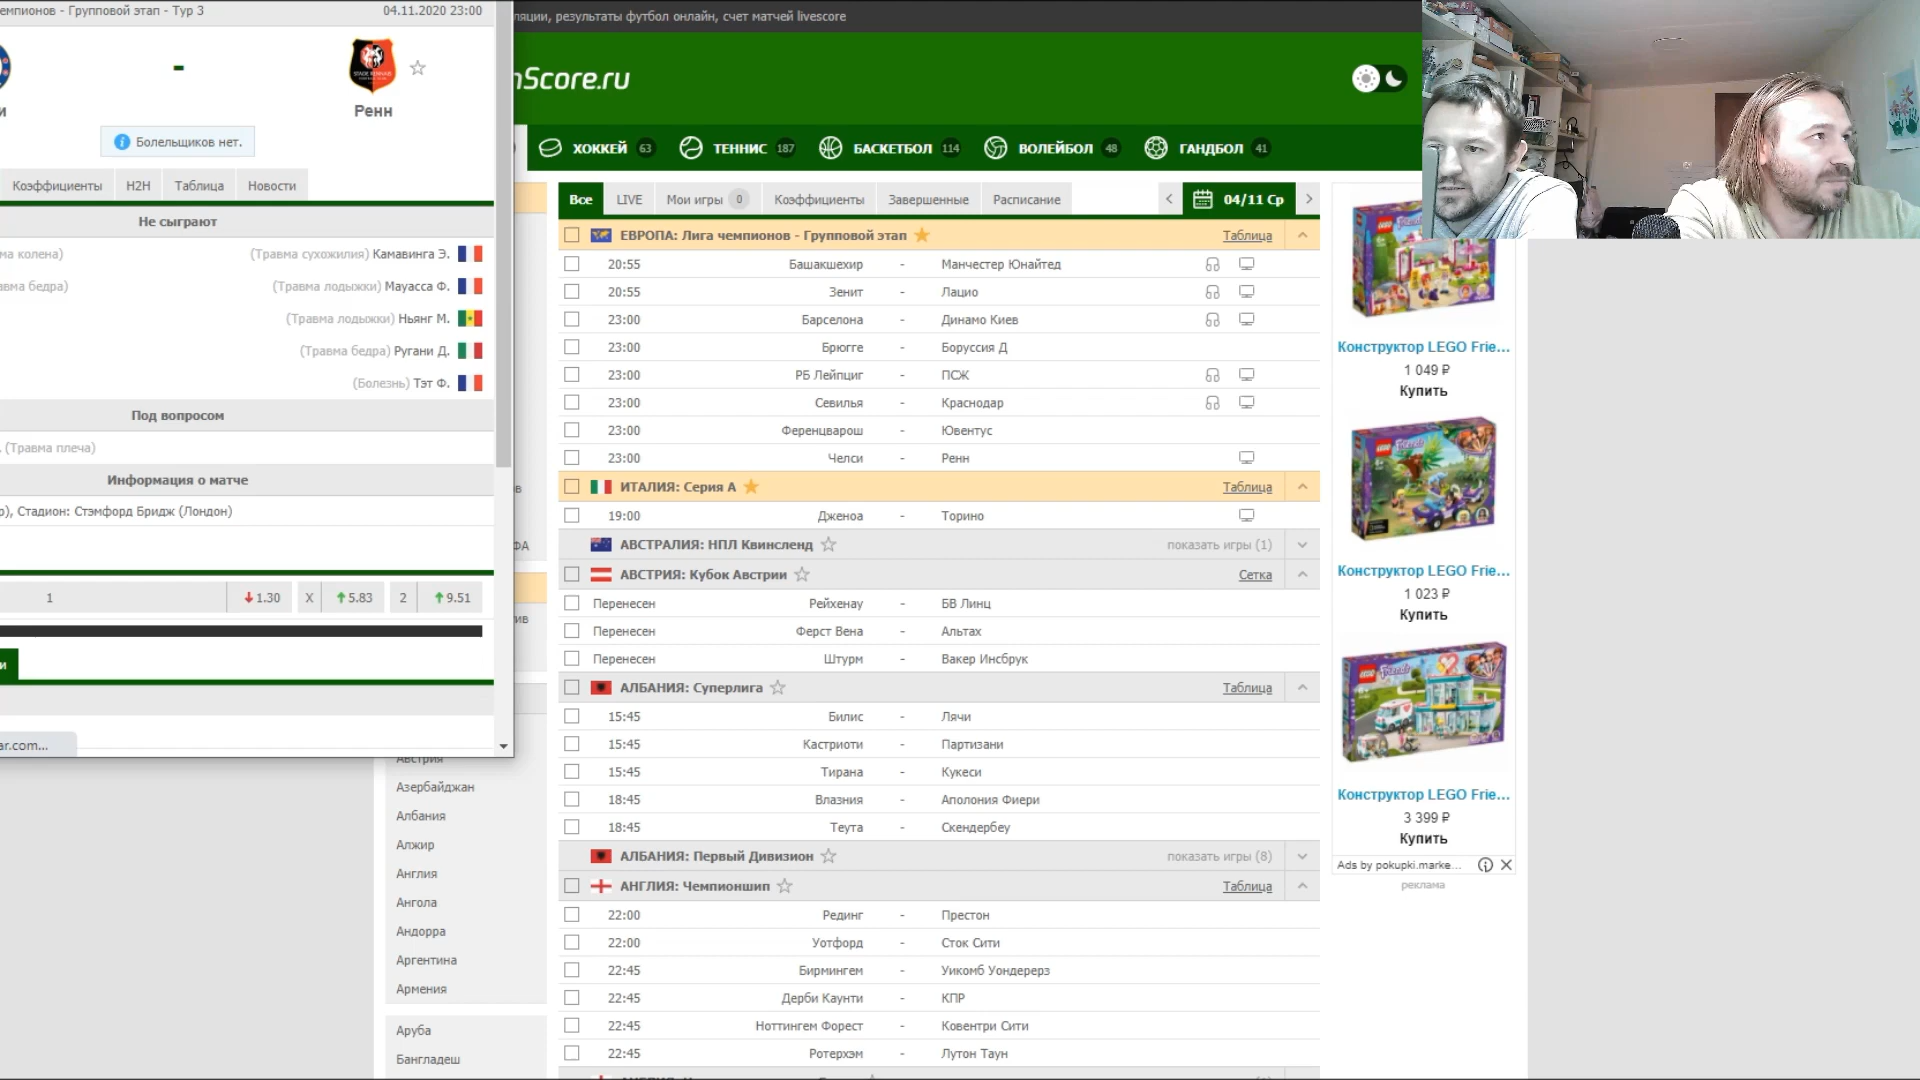 емпионов - Групповой этап - Тур 3
04.11.2020 23:00
-
STADE RENNAIS
и
Ренн
Болельщиков нет.
Коэффициенты
H2H
Таблица
Новости
Не сыграют
ма колена)
(Травма сухожилия) Камавинга Э.
авма бедра)
(Травма лодыжки) Мауасса Ф.
(Травма лодыжки) Ньянг М.
(Травма бедра) Ругани Д.
(Болезнь) Тэт Ф.
Под вопросом
. (Травма плеча)
Информация о матче
р), Стадион: Стэмфорд Бридж (Лондон)
1 1.30 X 5.83 2 9.51
и
ar.com...
ляции, результаты футбол онлайн, счет матчей livescore
hScore.ru
ХОККЕЙ 63
ТЕННИС 187
БАСКЕТБОЛ 114
ВОЛЕЙБОЛ 48
ГАНДБОЛ 41
Все
LIVE
Мои игры 0
Коэффициенты
Завершенные
Расписание
04/11 Ср
ЕВРОПА: Лига чемпионов - Групповой этап
Таблица
20:55 Башакшехир - Манчестер Юнайтед
20:55 Зенит - Лацио
23:00 Барселона - Динамо Киев
23:00 Брюгге - Боруссия Д
23:00 РБ Лейпциг - ПСЖ
23:00 Севилья - Краснодар
23:00 Ференцварош - Ювентус
23:00 Челси - Ренн
ИТАЛИЯ: Серия А
Таблица
19:00 Дженоа - Торино
АВСТРАЛИЯ: НПЛ Квинсленд
показать игры (1)
АВСТРИЯ: Кубок Австрии
Сетка
Перенесен Рейхенау - БВ Линц
Перенесен Ферст Вена - Альтах
Перенесен Штурм - Вакер Инсбрук
АЛБАНИЯ: Суперлига
Таблица
15:45 Билис - Лячи
15:45 Кастриоти - Партизани
15:45 Тирана - Кукеси
18:45 Влазния - Аполония Фиери
18:45 Теута - Скендербеу
АЛБАНИЯ: Первый Дивизион
показать игры (8)
АНГЛИЯ: Чемпионшип
Таблица
22:00 Рединг - Престон
22:00 Уотфорд - Сток Сити
22:45 Бирмингем - Уикомб Уондерерз
22:45 Дерби Каунти - КПР
22:45 Ноттингем Форест - Ковентри Сити
22:45 Ротерхэм - Лутон Таун
в
ФА
ив
Австрия
Азербайджан
Албания
Алжир
Англия
Ангола
Андорра
Аргентина
Армения
Аруба
Бангладеш
Конструктор LEGO Frie...
1 049 ₽
Купить
Конструктор LEGO Frie...
1 023 ₽
Купить
Конструктор LEGO Frie...
3 399 ₽
Купить
Ads by pokupki.marke...
реклама